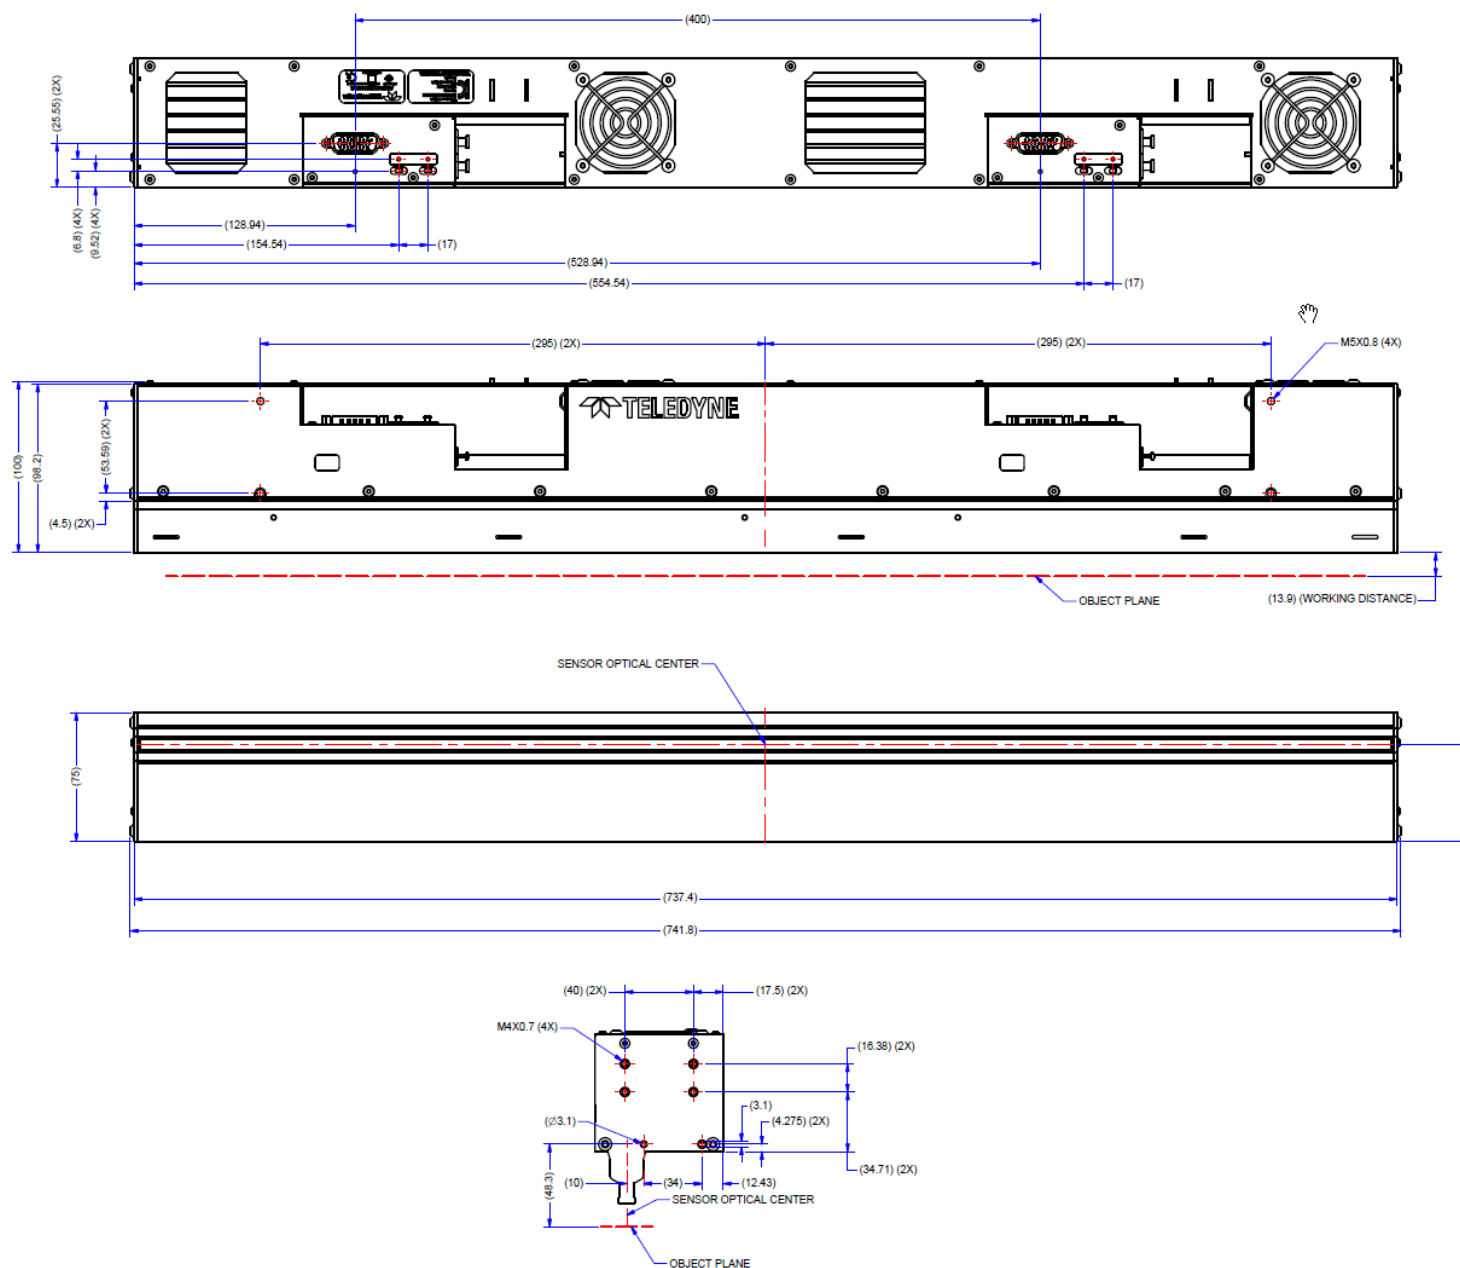 (400)
(25.55) (2X)
(6.8) (4X)
(9.52) (4X)
(128.94)
(154.54)
(17)
(528.94)
(554.54)
(17)
(295) (2X)
(295) (2X)
M5X0.8 (4X)
TELEDYNE
(100)
(98.2)
(53.59) (2X)
(4.5) (2X)
OBJECT PLANE
(13.9) (WORKING DISTANCE)
SENSOR OPTICAL CENTER
(75)
(737.4)
(741.8)
(40) (2X)
(17.5) (2X)
M4X0.7 (4X)
(16.38) (2X)
(3.1)
(Ø3.1)
(4.275) (2X)
(34.71) (2X)
(48.3)
(10)
(34)
(12.43)
SENSOR OPTICAL CENTER
OBJECT PLANE